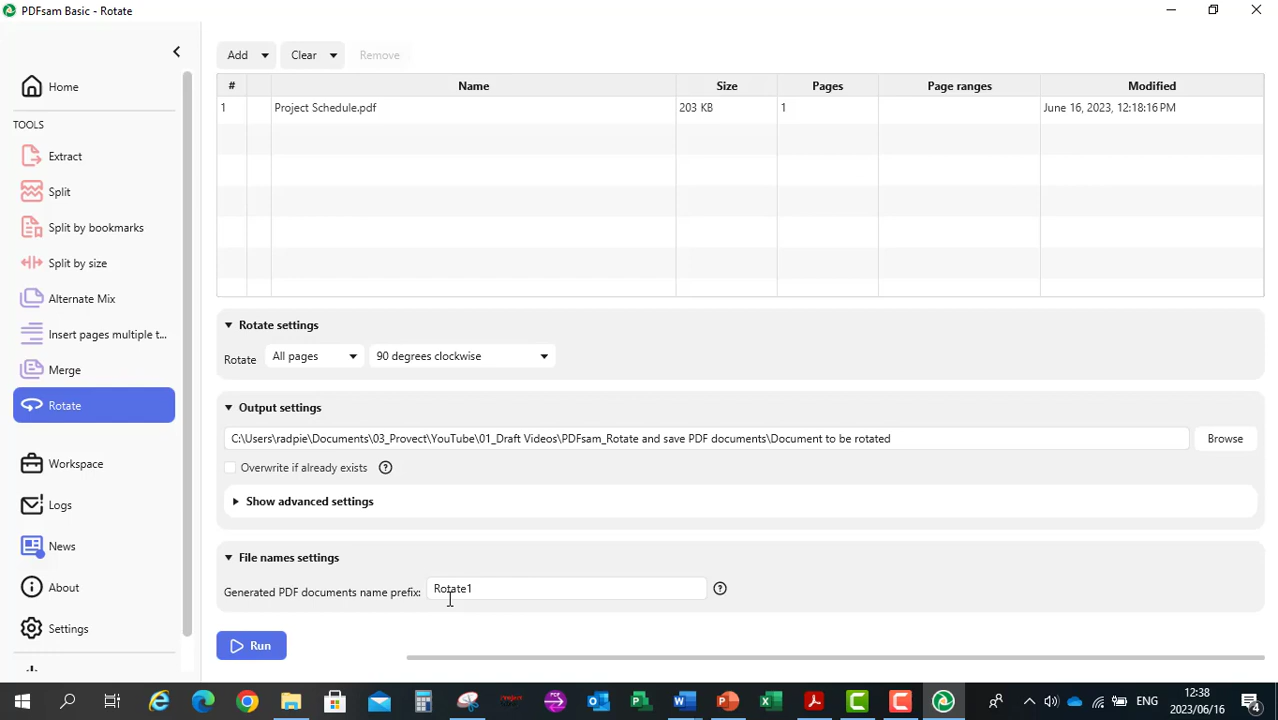 PDFsam Basic - Rotate
Home
TOOLS
Extract
Split
Split by bookmarks
Split by size
Alternate Mix
Insert pages multiple t...
Merge
Rotate
Workspace
Logs
News
About
Settings
Add Clear Remove
# Name Size Pages Page ranges Modified
1 Project Schedule.pdf 203 KB 1 June 16, 2023, 12:18:16 PM
Rotate settings
Rotate All pages 90 degrees clockwise
Output settings
C:\Users\radpie\Documents\03_Provect\YouTube\01_Draft Videos\PDFsam_Rotate and save PDF documents\Document to be rotated Browse
Overwrite if already exists ?
Show advanced settings
File names settings
Generated PDF documents name prefix: Rotate1 ?
Run
ENG 12:38
2023/06/16 4